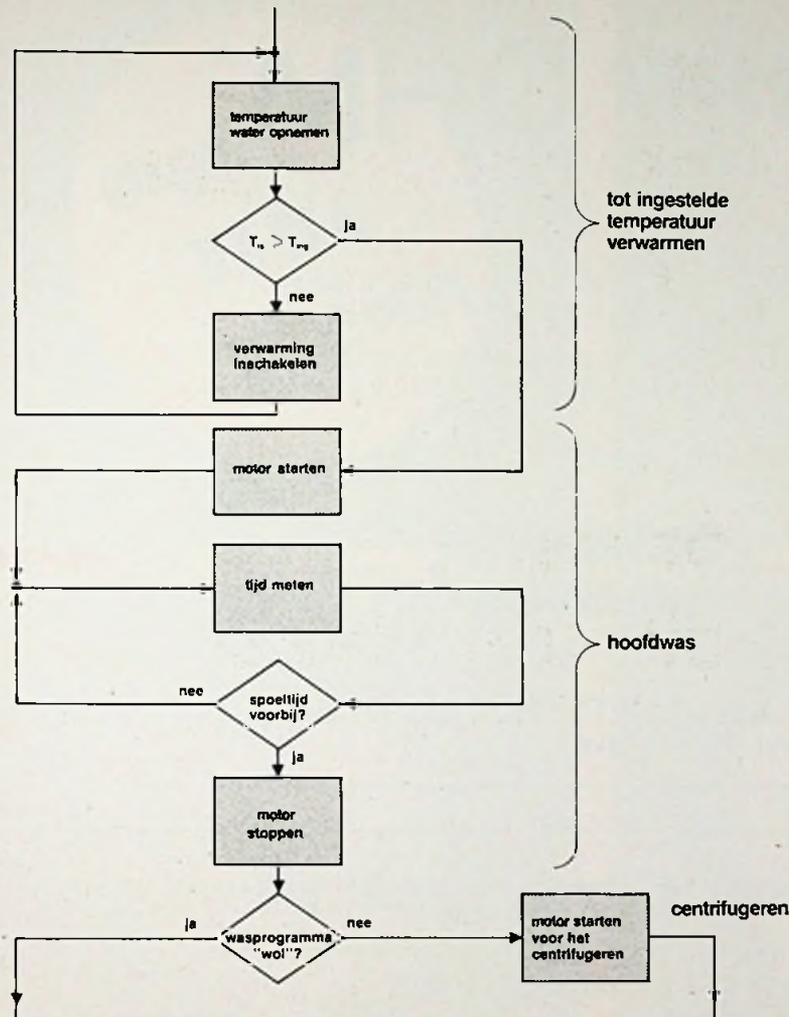 temperatuur
water opnemen
ja
nee
verwarming
inschakelen
tot ingestelde
temperatuur
verwarmen
motor starten
tijd meten
hoofdwas
nee
spoeltijd
voorbij?
ja
motor
stoppen
ja
wasprogramma
"wol"?
nee
motor starten
voor het
centrifugeren
centrifugeren